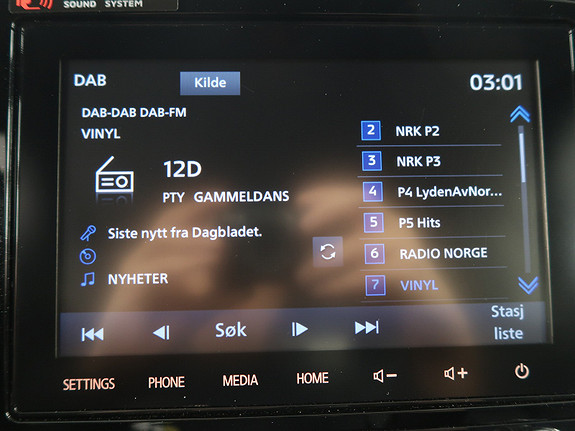 SOUND SYSTEM
DAB
Kilde
03:01
DAB-DAB DAB-FM
VINYL
12D
PTY GAMMELDANS
Siste nytt fra Dagbladet.
NYHETER
2 NRK P2
3 NRK P3
4 P4 LydenAvNor...
5 P5 Hits
6 RADIO NORGE
7 VINYL
Søk
Stasj
liste
SETTINGS PHONE MEDIA HOME